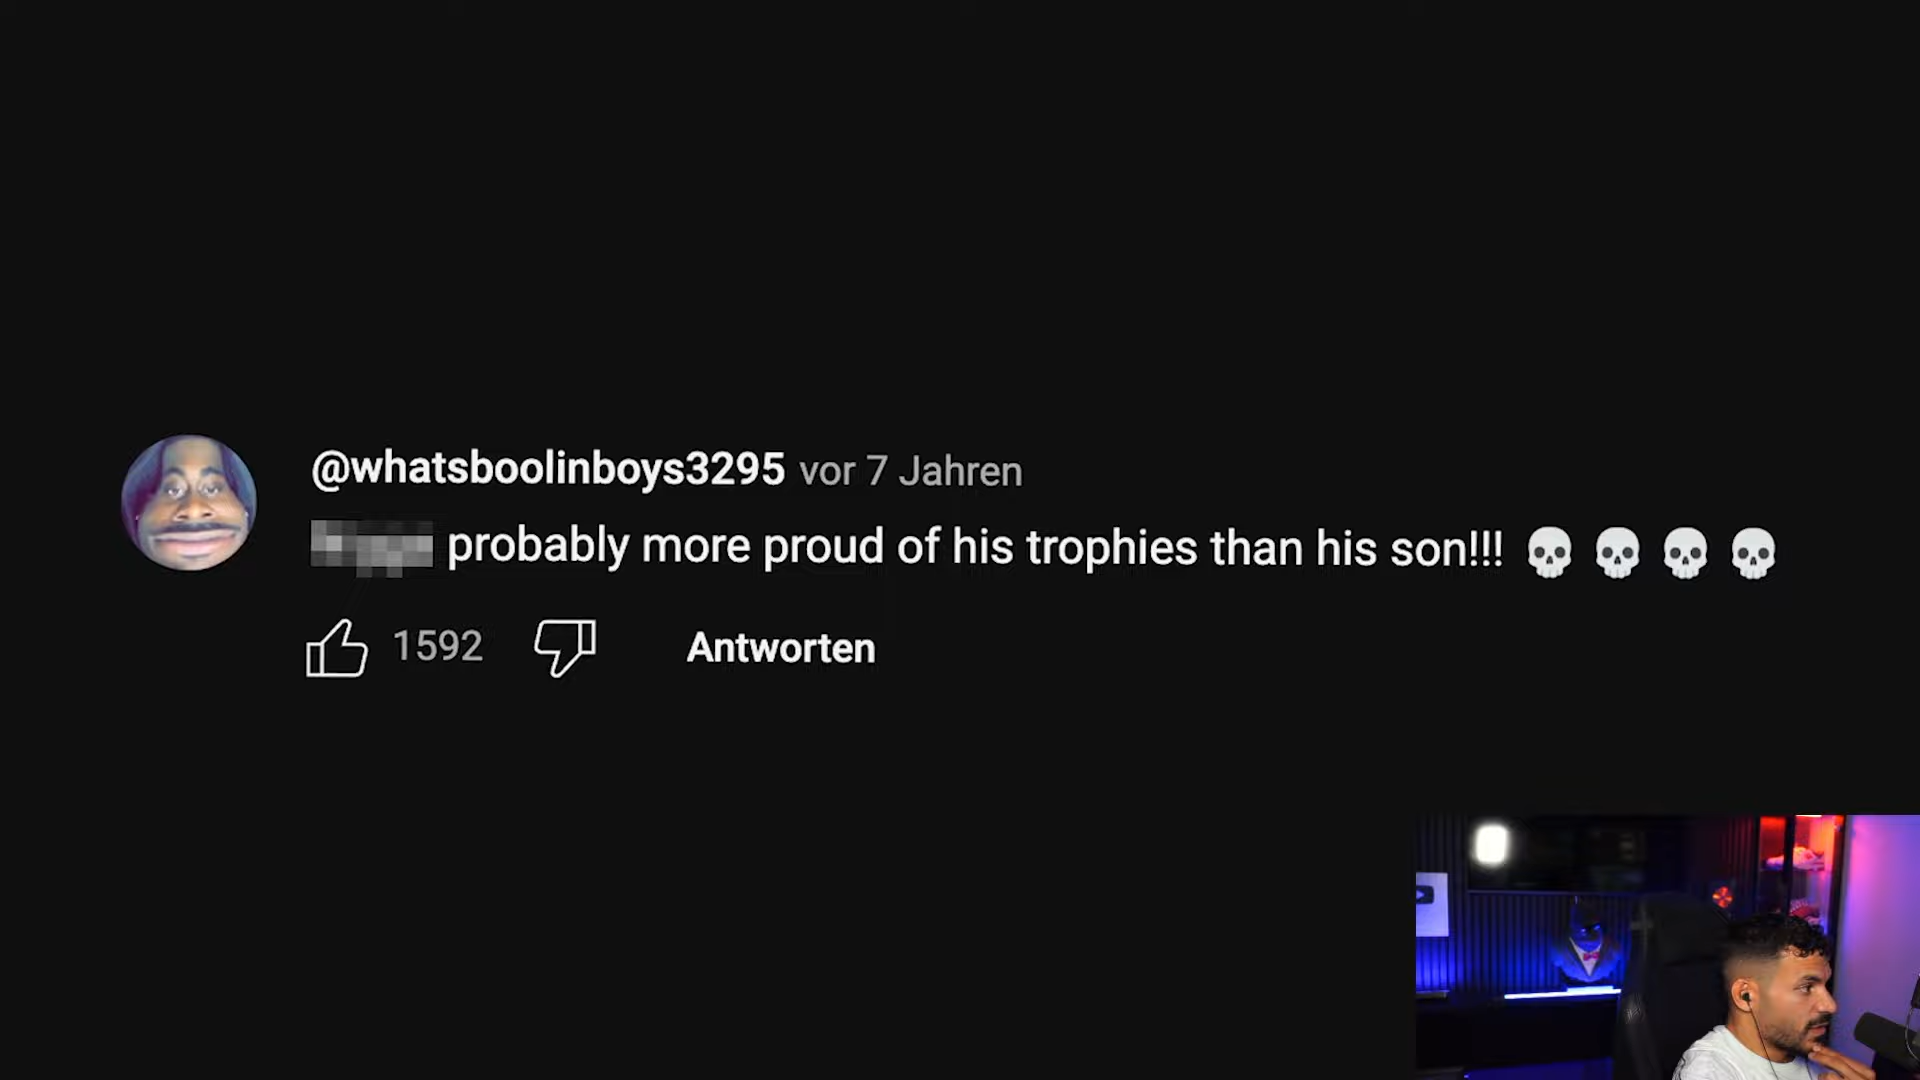 @whatsboolinboys3295 vor 7 Jahren
probably more proud of his trophies than his son!!! 💀 💀 💀 💀
1592 Antworten